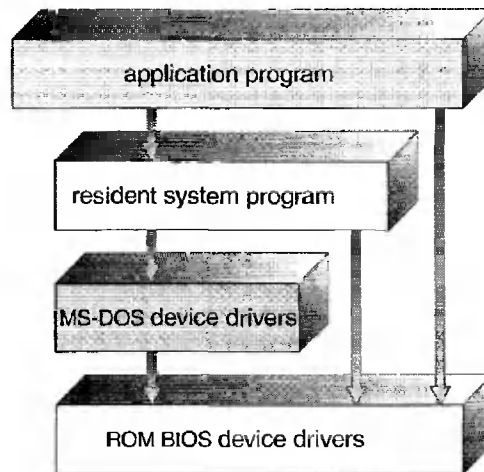 application program
resident system program
MS-DOS device drivers
ROM BIOS device drivers